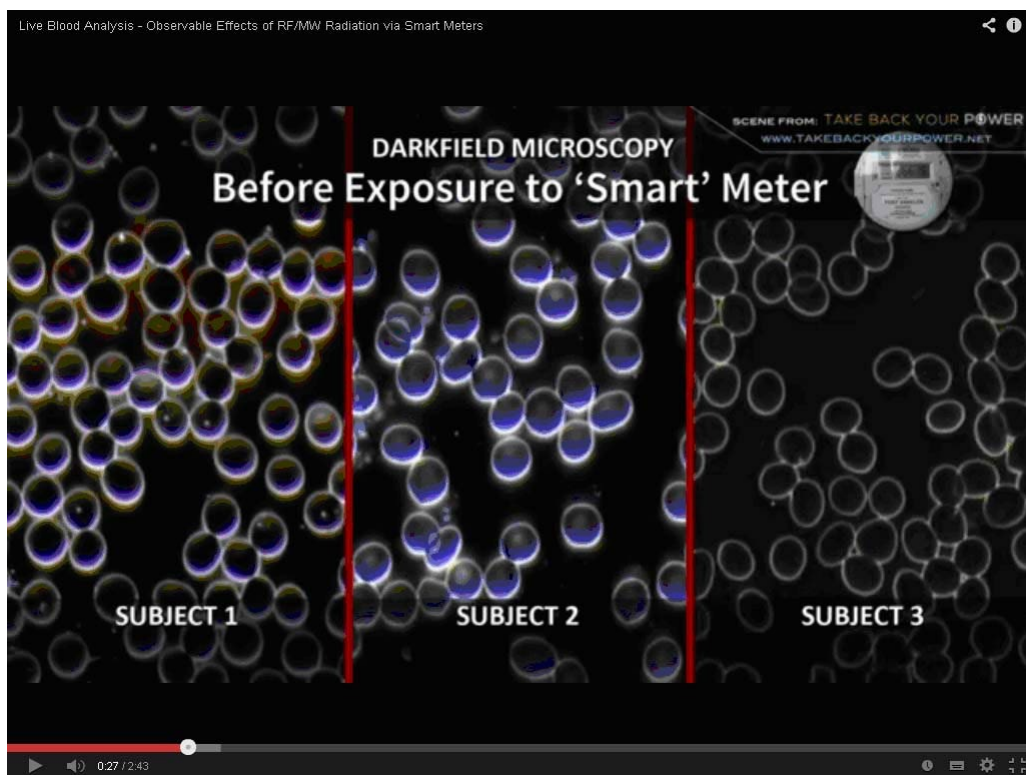 Live Blood Analysis - Observable Effects of RF/MW Radiation via Smart Meters
SCENE FROM: TAKE BACK YOUR POWER
WWW.TAKEBACKYOURPOWER.NET
DARKFIELD MICROSCOPY
Before Exposure to ‘Smart’ Meter
SUBJECT 1
SUBJECT 2
SUBJECT 3
0:27 / 2:43